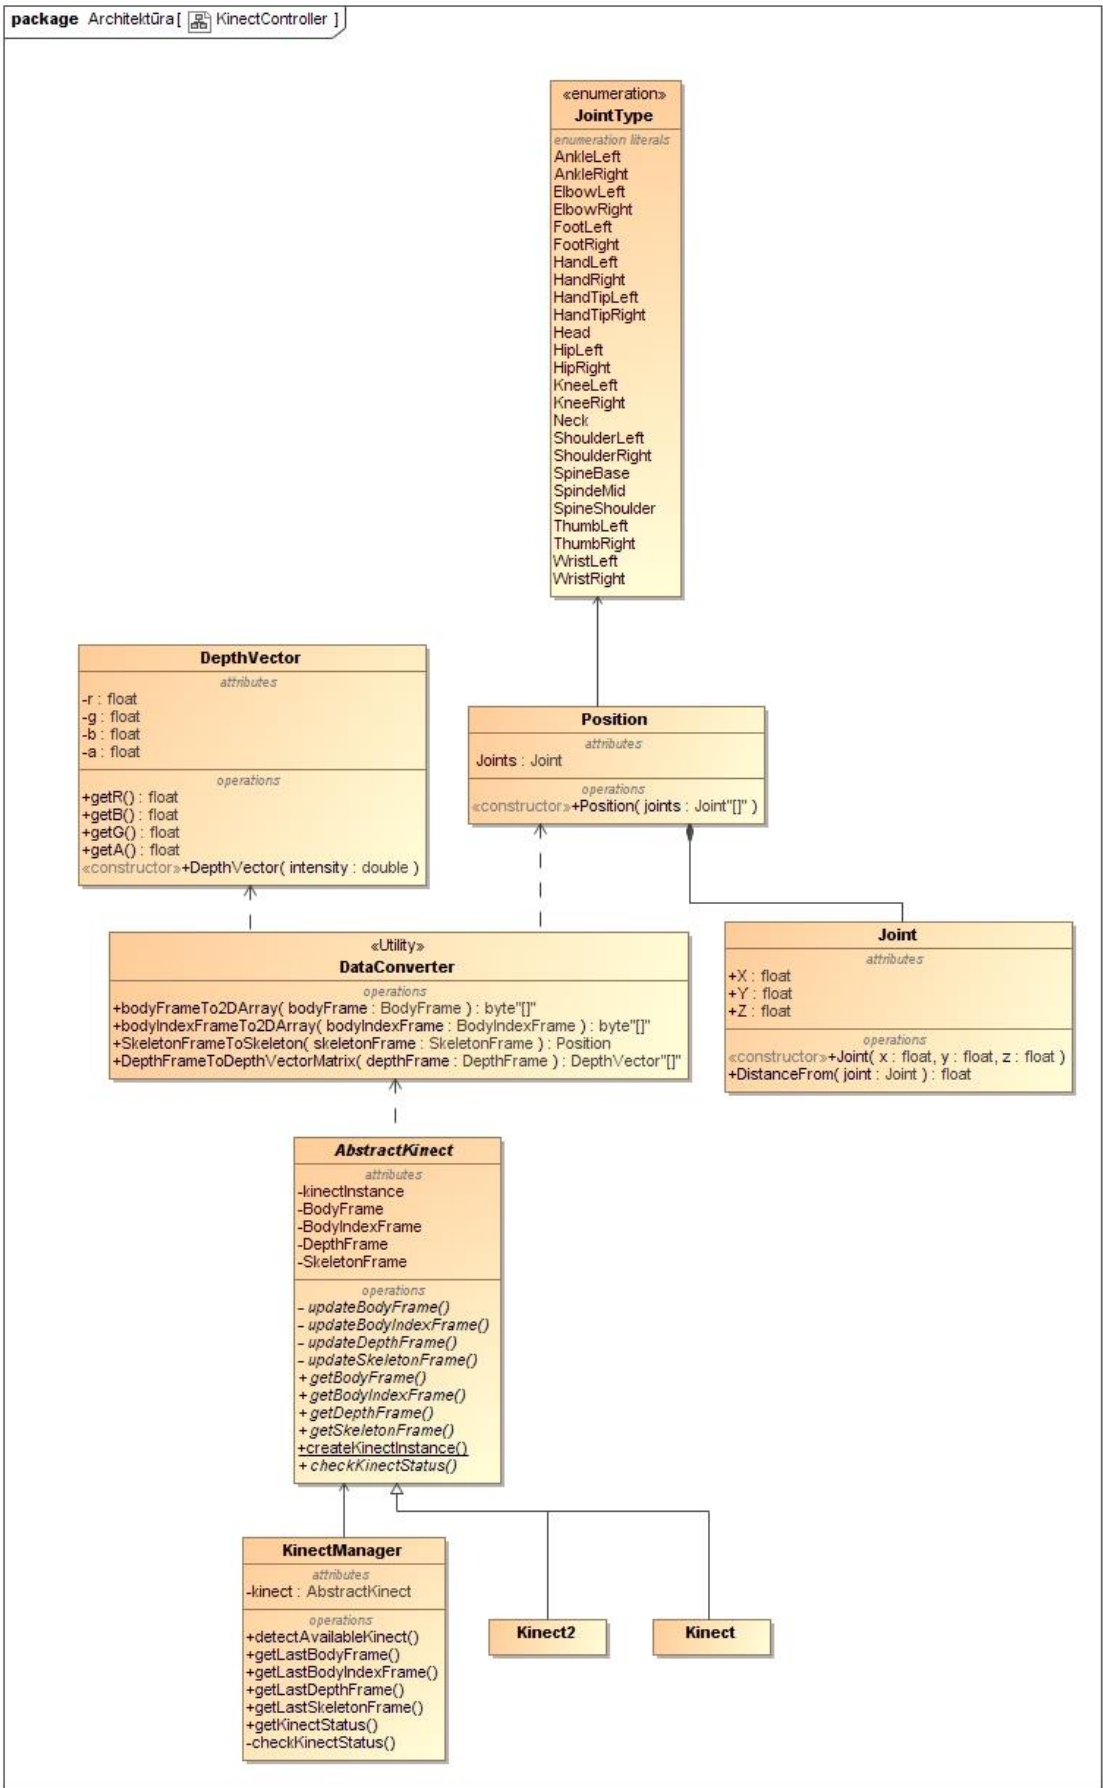 package Architektūra[ KinectController ]
«enumeration»
JointType
enumeration literals
AnkleLeft
AnkleRight
ElbowLeft
ElbowRight
FootLeft
FootRight
HandLeft
HandRight
HandTipLeft
HandTipRight
Head
HipLeft
HipRight
KneeLeft
KneeRight
Neck
ShoulderLeft
ShoulderRight
SpineBase
SpindeMid
SpineShoulder
ThumbLeft
ThumbRight
WristLeft
WristRight
DepthVector
attributes
-r : float
-g : float
-b : float
-a : float
operations
+getR() : float
+getB() : float
+getG() : float
+getA() : float
«constructor»+DepthVector( intensity : double )
Position
attributes
Joints : Joint
operations
«constructor»+Position( joints : Joint"[]" )
«Utility»
DataConverter
operations
+bodyFrameTo2DArray( bodyFrame : BodyFrame ) : byte"[]"
+bodyIndexFrameTo2DArray( bodyIndexFrame : BodyIndexFrame ) : byte"[]"
+SkeletonFrameToSkeleton( skeletonFrame : SkeletonFrame ) : Position
+DepthFrameToDepthVectorMatrix( depthFrame : DepthFrame ) : DepthVector"[]"
Joint
attributes
+X : float
+Y : float
+Z : float
operations
«constructor»+Joint( x : float, y : float, z : float )
+DistanceFrom( joint : Joint ) : float
AbstractKinect
attributes
-kinectInstance
-BodyFrame
-BodyIndexFrame
-DepthFrame
-SkeletonFrame
operations
- updateBodyFrame()
- updateBodyIndexFrame()
- updateDepthFrame()
- updateSkeletonFrame()
+ getBodyFrame()
+ getBodyIndexFrame()
+ getDepthFrame()
+ getSkeletonFrame()
+createKinectInstance()
+ checkKinectStatus()
KinectManager
attributes
-kinect : AbstractKinect
operations
+detectAvailableKinect()
+getLastBodyFrame()
+getLastBodyIndexFrame()
+getLastDepthFrame()
+getLastSkeletonFrame()
+getKinectStatus()
-checkKinectStatus()
Kinect2
Kinect